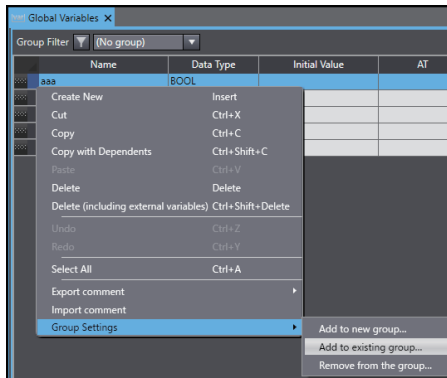 Global Variables
Group Filter (No group)
Name Data Type Initial Value AT
aaa BOOL
Create New Insert
Cut Ctrl+X
Copy Ctrl+C
Copy with Dependents Ctrl+Shift+C
Paste Ctrl+V
Delete Delete
Delete (including external variables) Ctrl+Shift+Delete
Undo Ctrl+Z
Redo Ctrl+Y
Select All Ctrl+A
Export comment
Import comment
Group Settings
Add to new group...
Add to existing group...
Remove from the group...